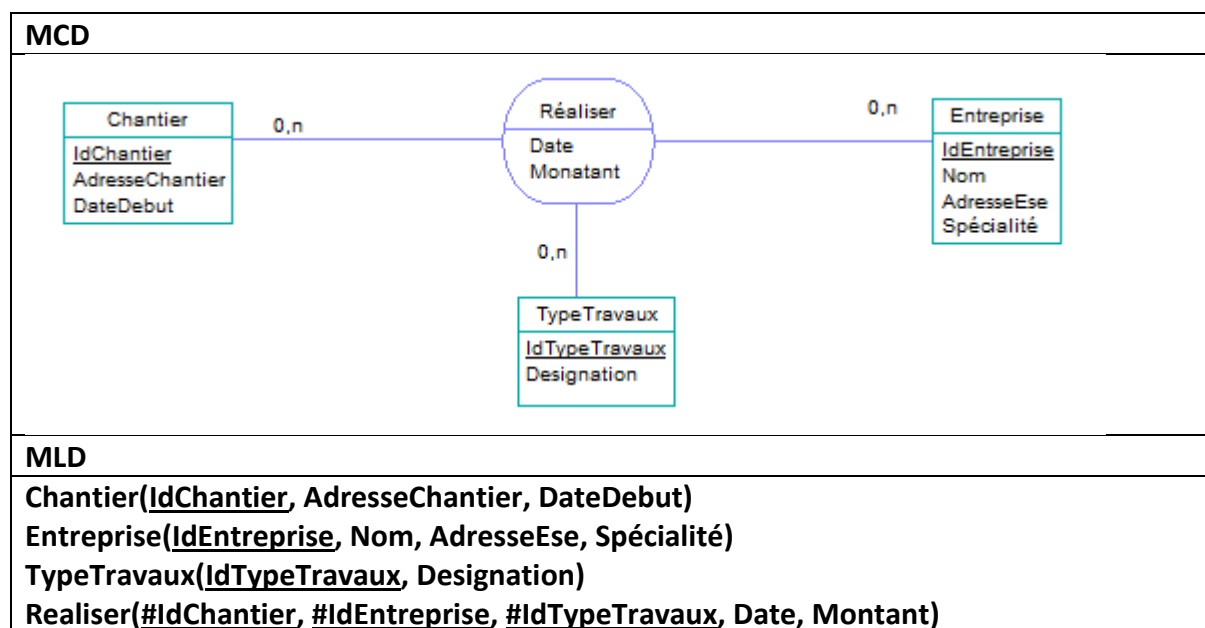 MCD
Chantier
IdChantier
AdresseChantier
DateDebut
0,n
Réaliser
Date
Monatant
0,n
Entreprise
IdEntreprise
Nom
AdresseEse
Spécialité
0,n
TypeTravaux
IdTypeTravaux
Designation
MLD
Chantier(IdChantier, AdresseChantier, DateDebut)
Entreprise(IdEntreprise, Nom, AdresseEse, Spécialité)
TypeTravaux(IdTypeTravaux, Designation)
Realiser(#IdChantier, #IdEntreprise, #IdTypeTravaux, Date, Montant)